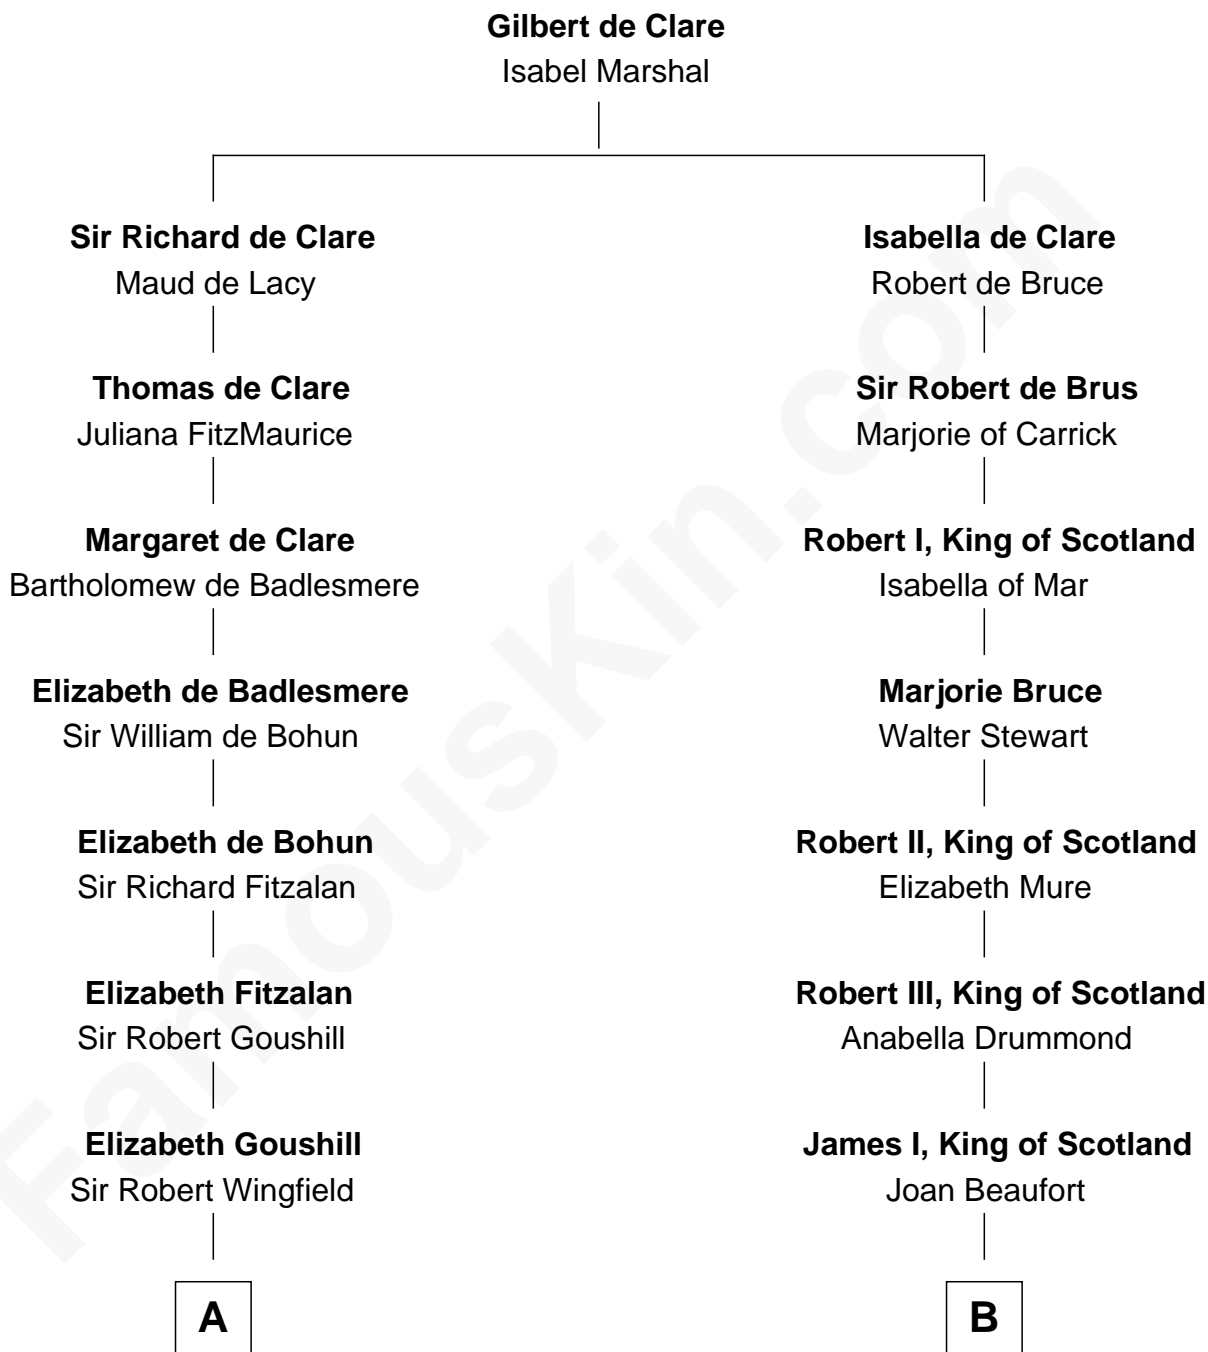 Gilbert de Clare
Isabel Marshal
Sir Richard de Clare
Maud de Lacy
Thomas de Clare
Juliana FitzMaurice
Margaret de Clare
Bartholomew de Badlesmere
Elizabeth de Badlesmere
Sir William de Bohun
Elizabeth de Bohun
Sir Richard Fitzalan
Elizabeth Fitzalan
Sir Robert Goushill
Elizabeth Goushill
Sir Robert Wingfield
A
Isabella de Clare
Robert de Bruce
Sir Robert de Brus
Marjorie of Carrick
Robert I, King of Scotland
Isabella of Mar
Marjorie Bruce
Walter Stewart
Robert II, King of Scotland
Elizabeth Mure
Robert III, King of Scotland
Anabella Drummond
James I, King of Scotland
Joan Beaufort
B
FamousKin.com